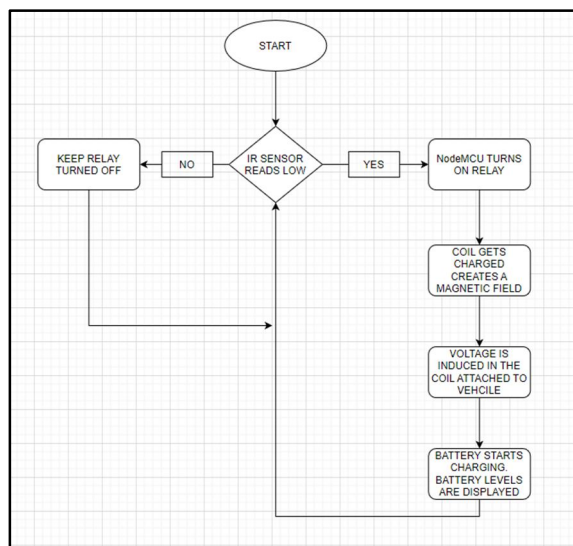 START
IR SENSOR
READS LOW
NO
KEEP RELAY
TURNED OFF
YES
NodeMCU TURNS
ON RELAY
COIL GETS
CHARGED
CREATES A
MAGNETIC FIELD
VOLTAGE IS
INDUCED IN THE
COIL ATTACHED TO
VEHCILE
BATTERY STARTS
CHARGING.
BATTERY LEVELS
ARE DISPLAYED